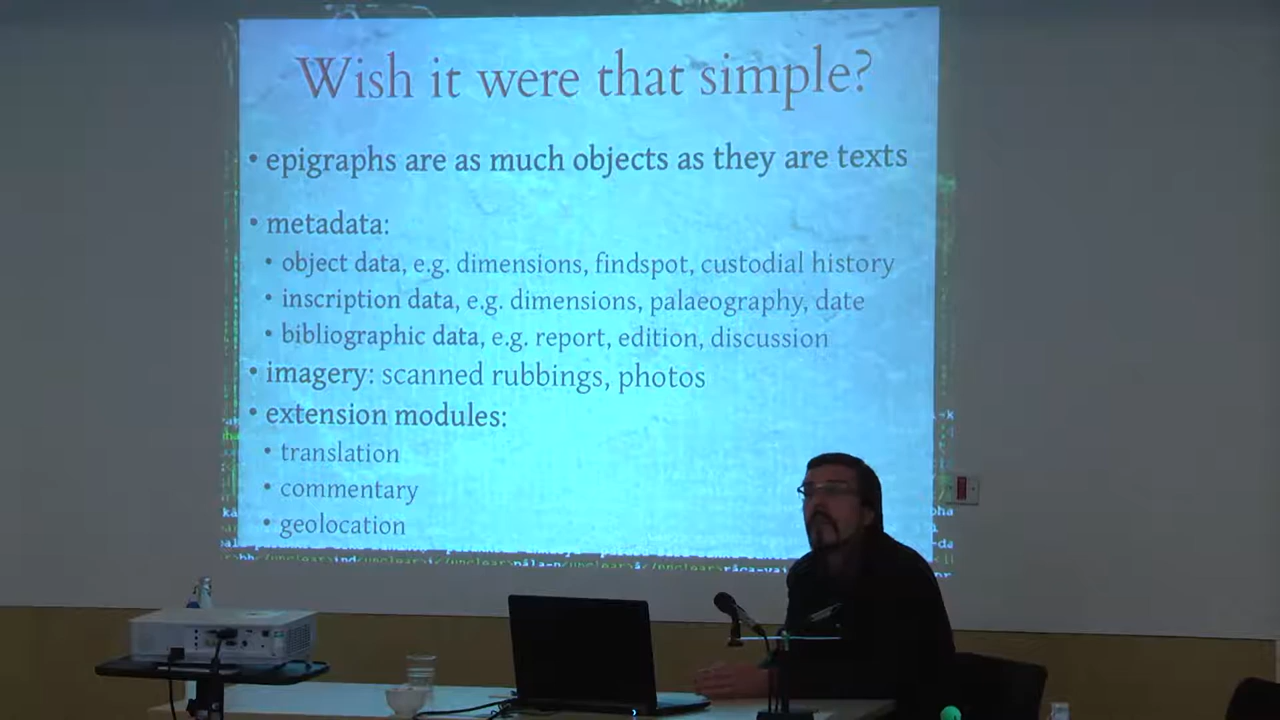 Wish it were that simple?
• epigraphs are as much objects as they are texts
• metadata:
• object data, e.g. dimensions, findspot, custodial history
• inscription data, e.g. dimensions, palaeography, date
• bibliographic data, e.g. report, edition, discussion
• imagery: scanned rubbings, photos
• extension modules:
• translation
• commentary
• geolocation